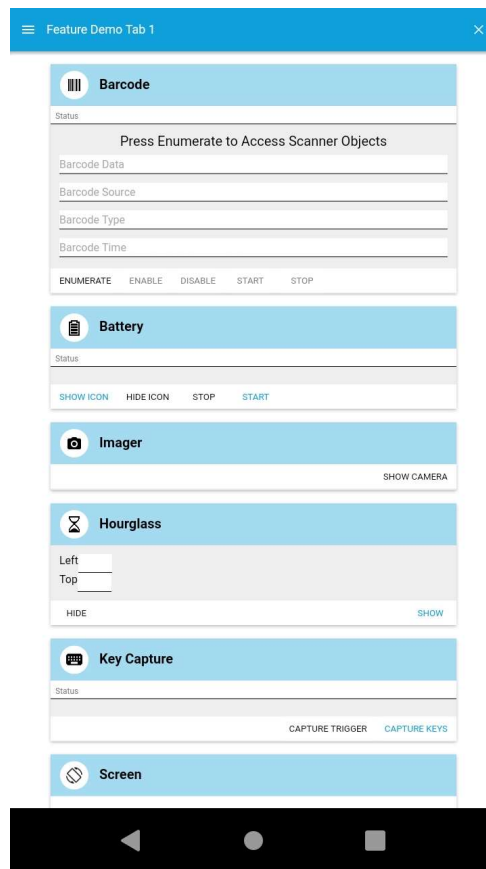 Feature Demo Tab 1
Barcode
Status
Press Enumerate to Access Scanner Objects
Barcode Data
Barcode Source
Barcode Type
Barcode Time
ENUMERATE ENABLE DISABLE START STOP
Battery
Status
SHOW ICON HIDE ICON STOP START
Imager
SHOW CAMERA
Hourglass
Left
Top
HIDE SHOW
Key Capture
Status
CAPTURE TRIGGER CAPTURE KEYS
Screen